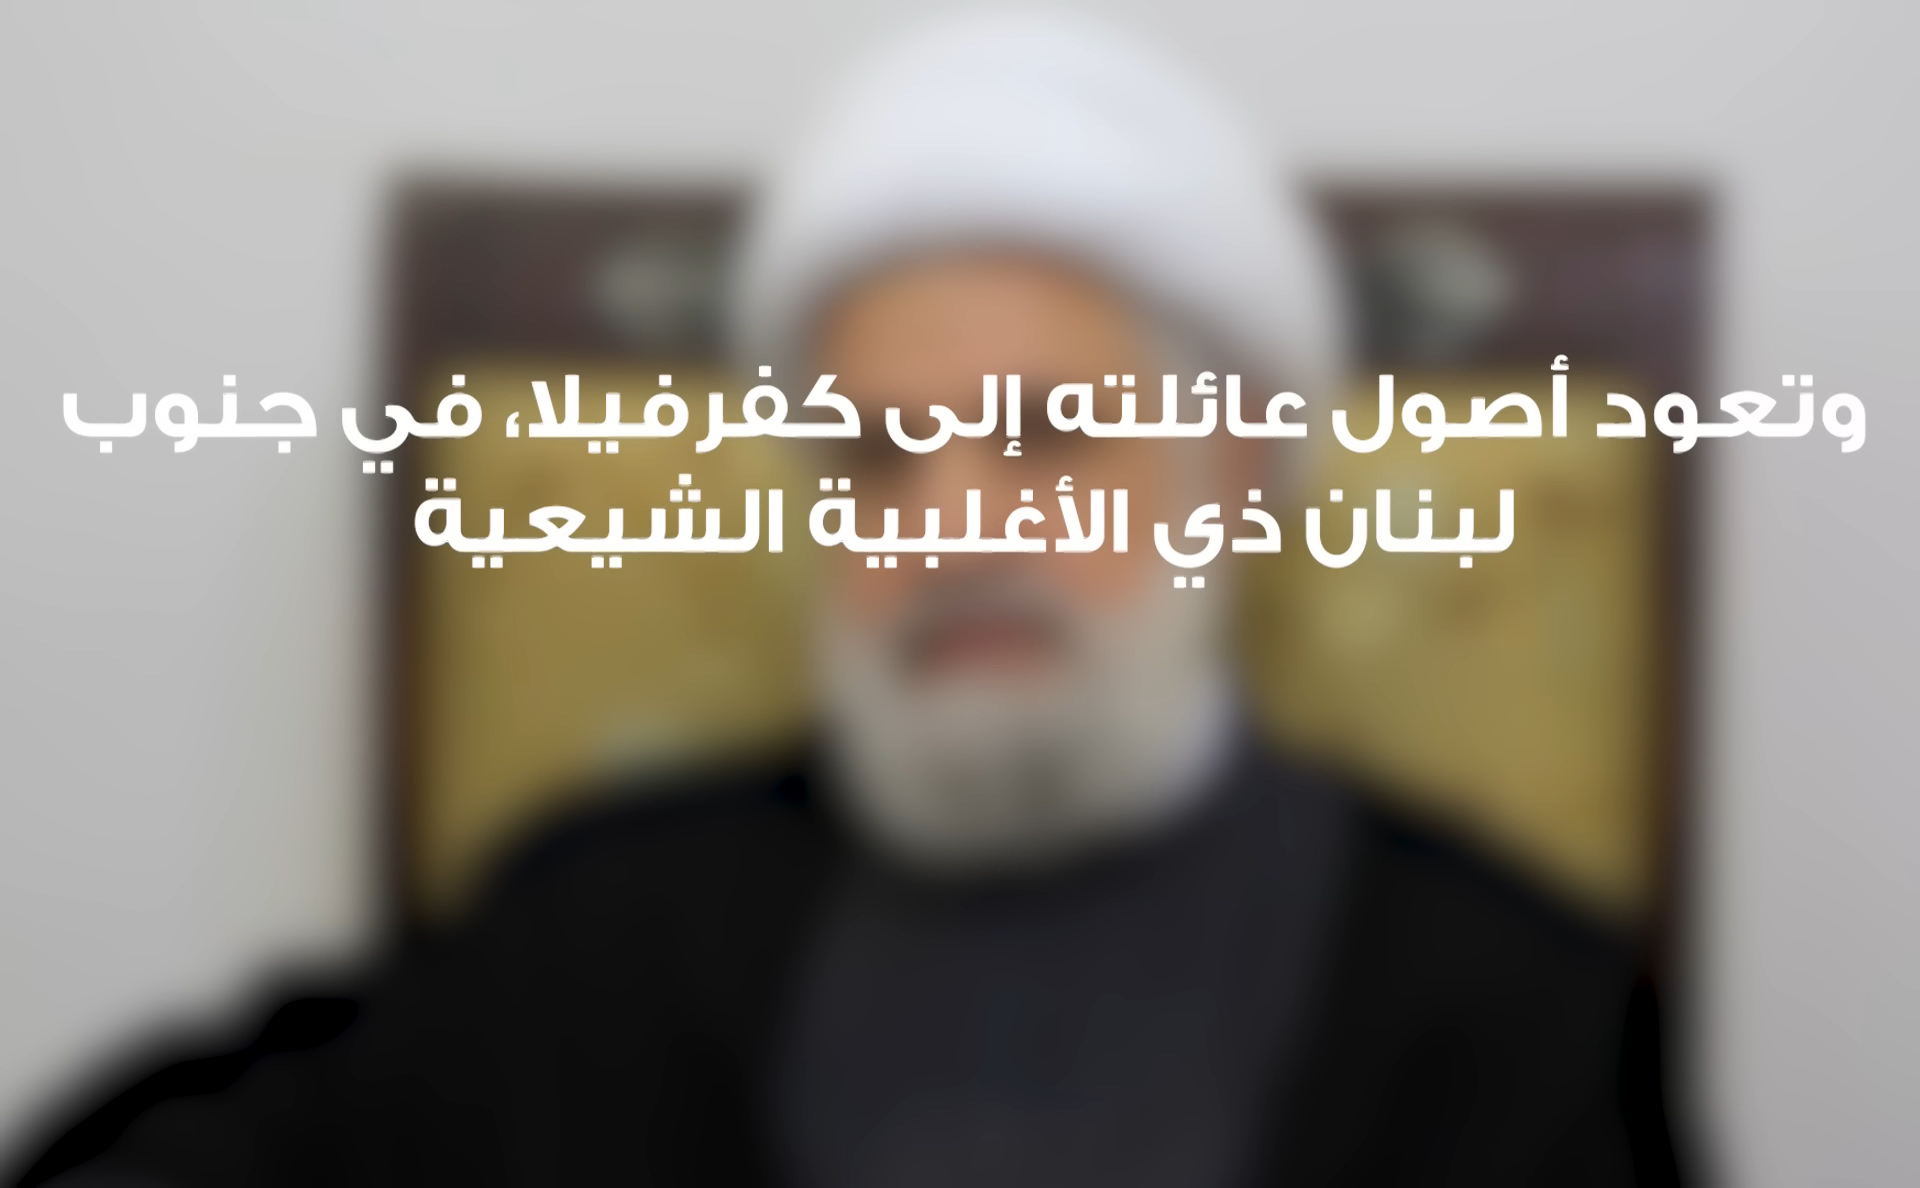 وتعود أصول عائلته إلى كفرفيلا، في جنوب
لبنان ذي الأغلبية الشيعية